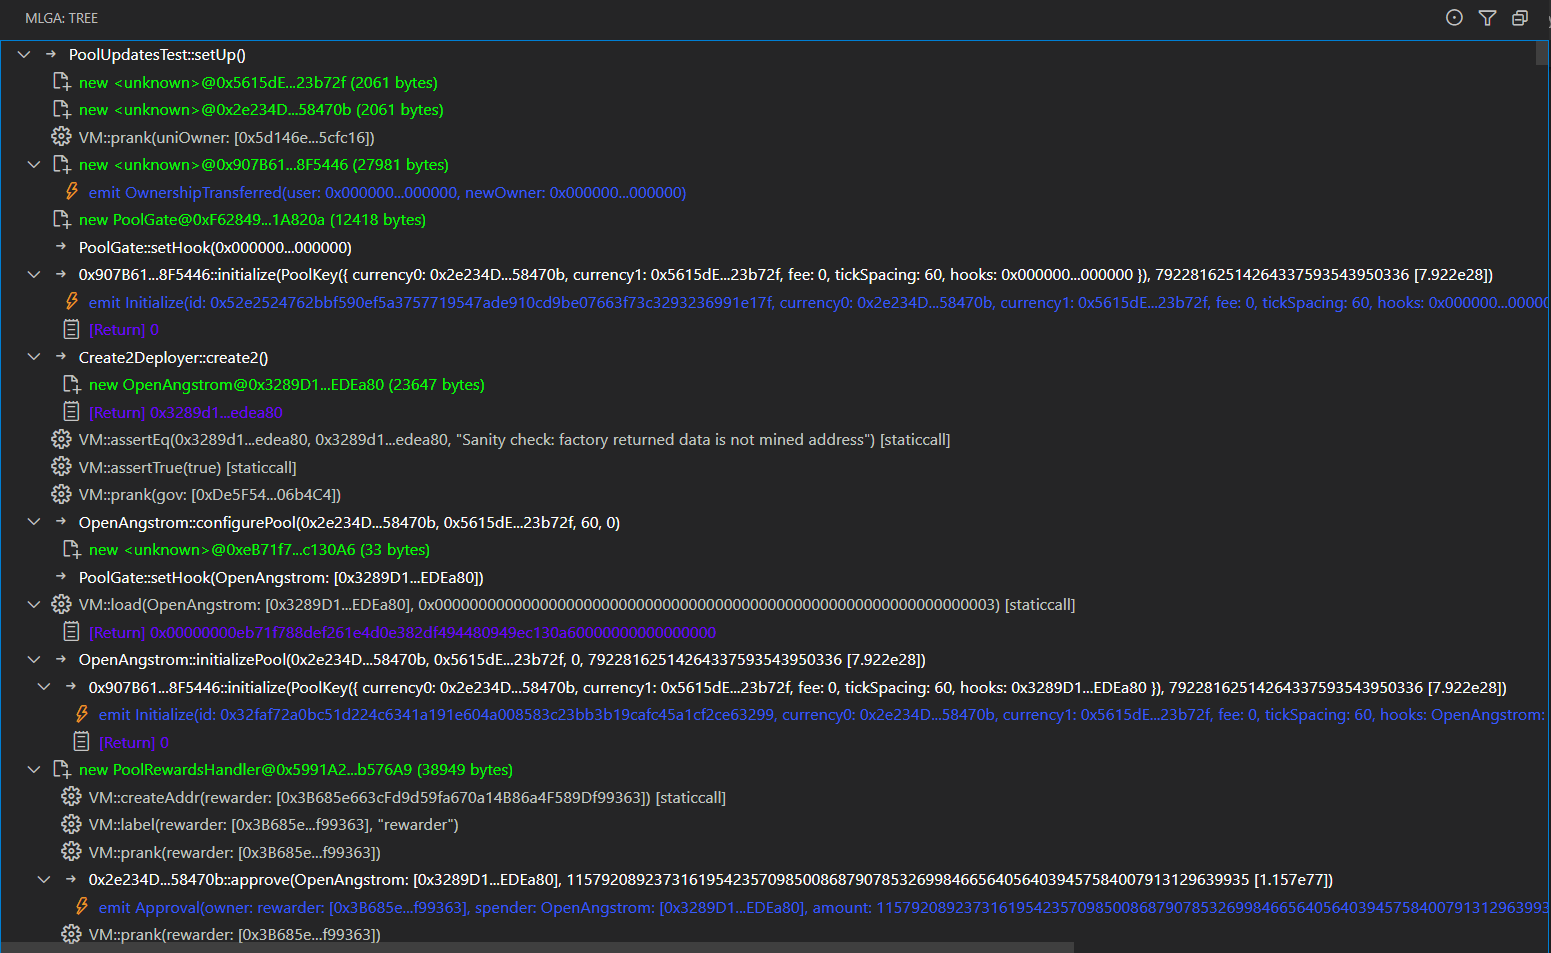 MLGA: TREE
PoolUpdatesTest::setUp()
new <unknown>@0x5615dE...23b72f (2061 bytes)
new <unknown>@0x2e234D...58470b (2061 bytes)
VM::prank(uniOwner: [0x5d146e...5cfc16])
new <unknown>@0x907B61...8F5446 (27981 bytes)
emit OwnershipTransferred(user: 0x000000...000000, newOwner: 0x000000...000000)
new PoolGate@0xF62849...1A820a (12418 bytes)
PoolGate::setHook(0x000000...000000)
0x907B61...8F5446::initialize(PoolKey({ currency0: 0x2e234D...58470b, currency1: 0x5615dE...23b72f, fee: 0, tickSpacing: 60, hooks: 0x000000...000000 }), 79228162514264337593543950336 [7.922e28])
emit Initialize(id: 0x52e2524762bbf590ef5a3757719547ade910cd9be07663f73c3293236991e17f, currency0: 0x2e234D...58470b, currency1: 0x5615dE...23b72f, fee: 0, tickSpacing: 60, hooks: 0x000000...00000
[Return] 0
Create2Deployer::create2()
new OpenAngstrom@0x3289D1...EDEa80 (23647 bytes)
[Return] 0x3289d1...edea80
VM::assertEq(0x3289d1...edea80, 0x3289d1...edea80, "Sanity check: factory returned data is not mined address") [staticcall]
VM::assertTrue(true) [staticcall]
VM::prank(gov: [0xDe5F54...06b4C4])
OpenAngstrom::configurePool(0x2e234D...58470b, 0x5615dE...23b72f, 60, 0)
new <unknown>@0xeB71f7...c130A6 (33 bytes)
PoolGate::setHook(OpenAngstrom: [0x3289D1...EDEa80])
VM::load(OpenAngstrom: [0x3289D1...EDEa80], 0x0000000000000000000000000000000000000000000000000000000000000003) [staticcall]
[Return] 0x00000000eb71f788def261e4d0e382df494480949ec130a60000000000000000
OpenAngstrom::initializePool(0x2e234D...58470b, 0x5615dE...23b72f, 0, 79228162514264337593543950336 [7.922e28])
0x907B61...8F5446::initialize(PoolKey({ currency0: 0x2e234D...58470b, currency1: 0x5615dE...23b72f, fee: 0, tickSpacing: 60, hooks: 0x3289D1...EDEa80 }), 79228162514264337593543950336 [7.922e28])
emit Initialize(id: 0x32faf72a0bc51d224c6341a191e604a008583c23bb3b19cafc45a1cf2ce63299, currency0: 0x2e234D...58470b, currency1: 0x5615dE...23b72f, fee: 0, tickSpacing: 60, hooks: OpenAngstrom:
[Return] 0
new PoolRewardsHandler@0x5991A2...b576A9 (38949 bytes)
VM::createAddr(rewarder: [0x3B685e663cFd9d59fa670a14B86a4F589Df99363]) [staticcall]
VM::label(rewarder: [0x3B685e...f99363], "rewarder")
VM::prank(rewarder: [0x3B685e...f99363])
0x2e234D...58470b::approve(OpenAngstrom: [0x3289D1...EDEa80], 115792089237316195423570985008687907853269984665640564039457584007913129639935 [1.157e77])
emit Approval(owner: rewarder: [0x3B685e...f99363], spender: OpenAngstrom: [0x3289D1...EDEa80], amount: 11579208923731619542357098500868790785326998466564056403945758400791312963993
VM::prank(rewarder: [0x3B685e...f99363])